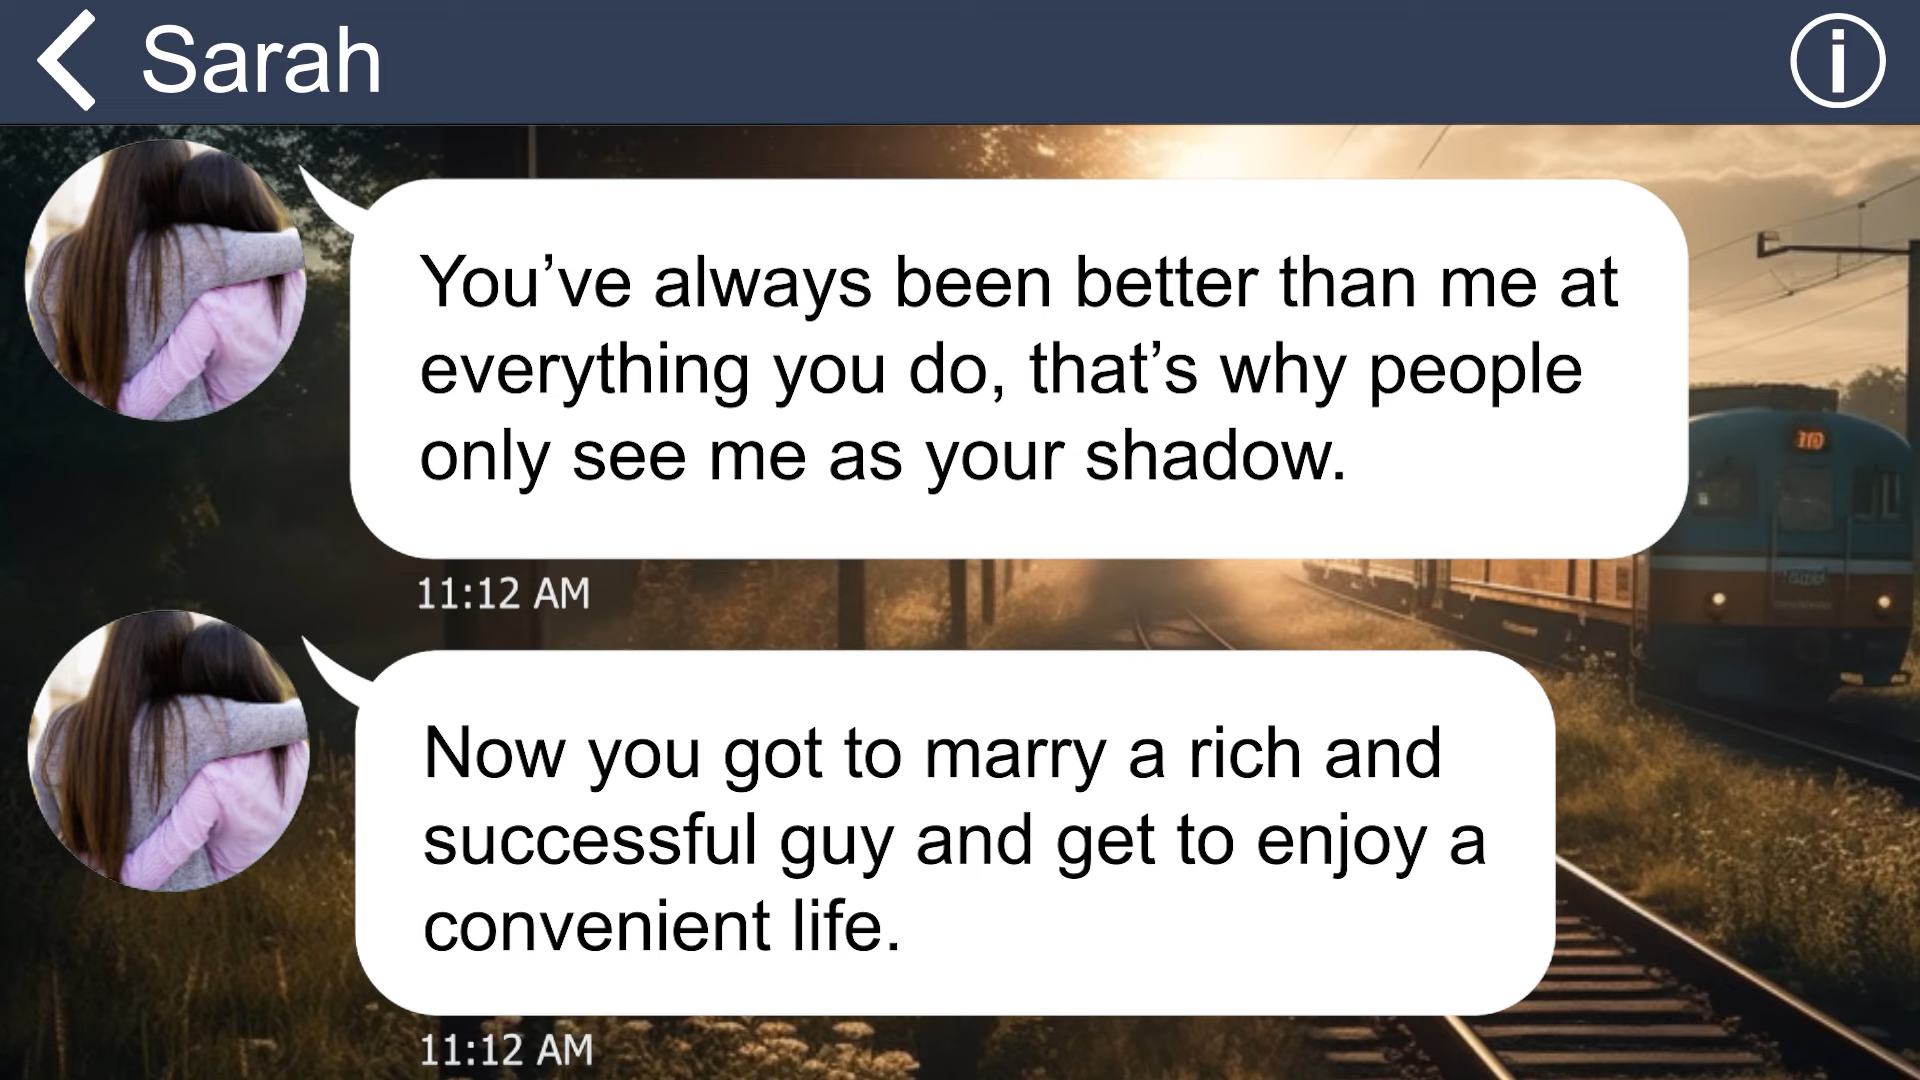 Sarah
You’ve always been better than me at
everything you do, that’s why people
only see me as your shadow.
11:12 AM
Now you got to marry a rich and
successful guy and get to enjoy a
convenient life.
11:12 AM